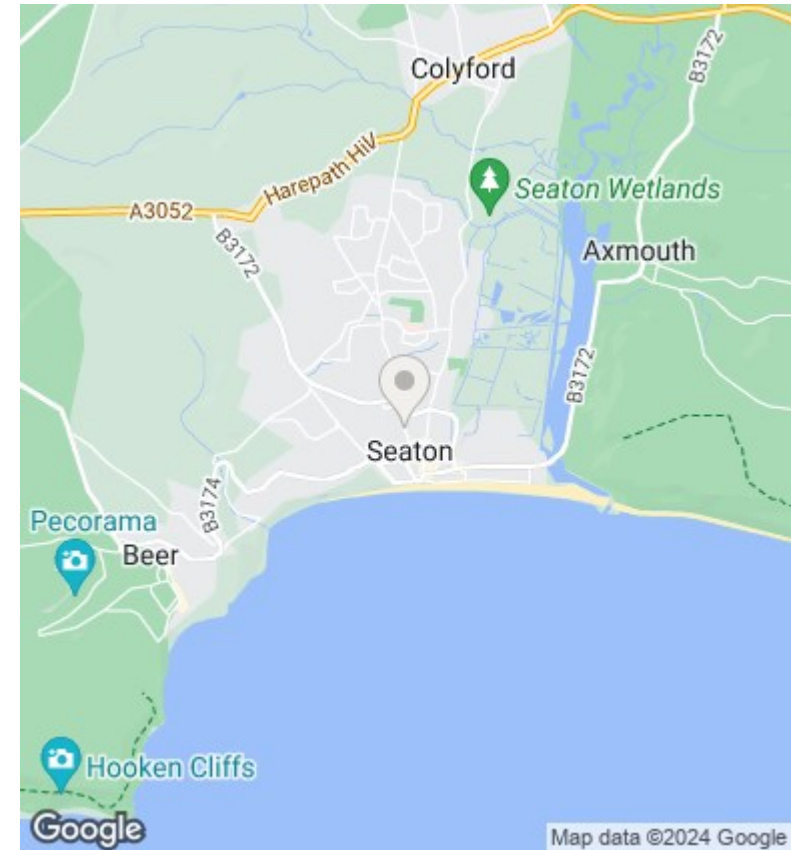 Colyford
B3172
Harepath Hill
Seaton Wetlands
A3052
B3172
Axmouth
B3172
Seaton
B3174
Pecorama
Beer
Hooken Cliffs
Google
Map data ©2024 Google